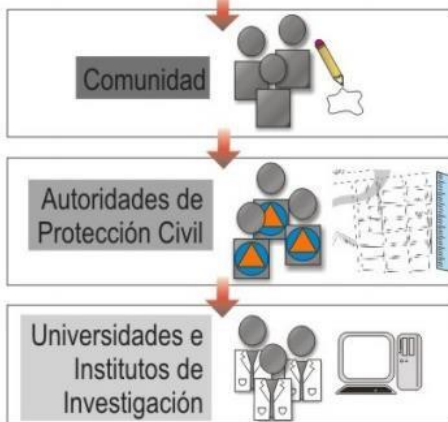 Comunidad
Autoridades de
Protección Civil
Universidades e
Institutos de
Investigación